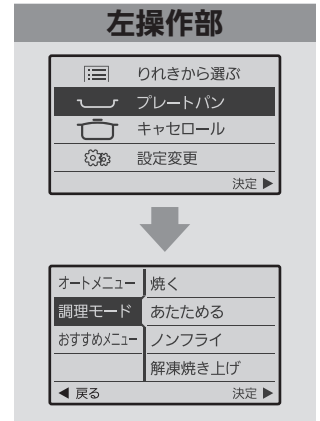 左操作部
りれきから選ぶ
プレートパン
キャセロール
設定変更
決定 ▶
オートメニュー 焼く
調理モード あたためる
おすすめメニュー ノンフライ
解凍焼き上げ
◀ 戻る 決定 ▶